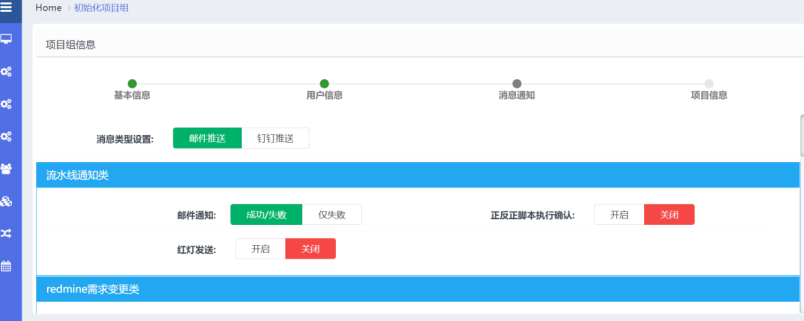 Home > 初始化项目组
项目组信息
基本信息 用户信息 消息通知 项目信息
消息类型设置: 邮件推送 钉钉推送
流水线通知类
邮件通知: 成功/失败 仅失败 正反正脚本执行确认: 开启 关闭
红灯发送: 开启 关闭
redmine需求变更类